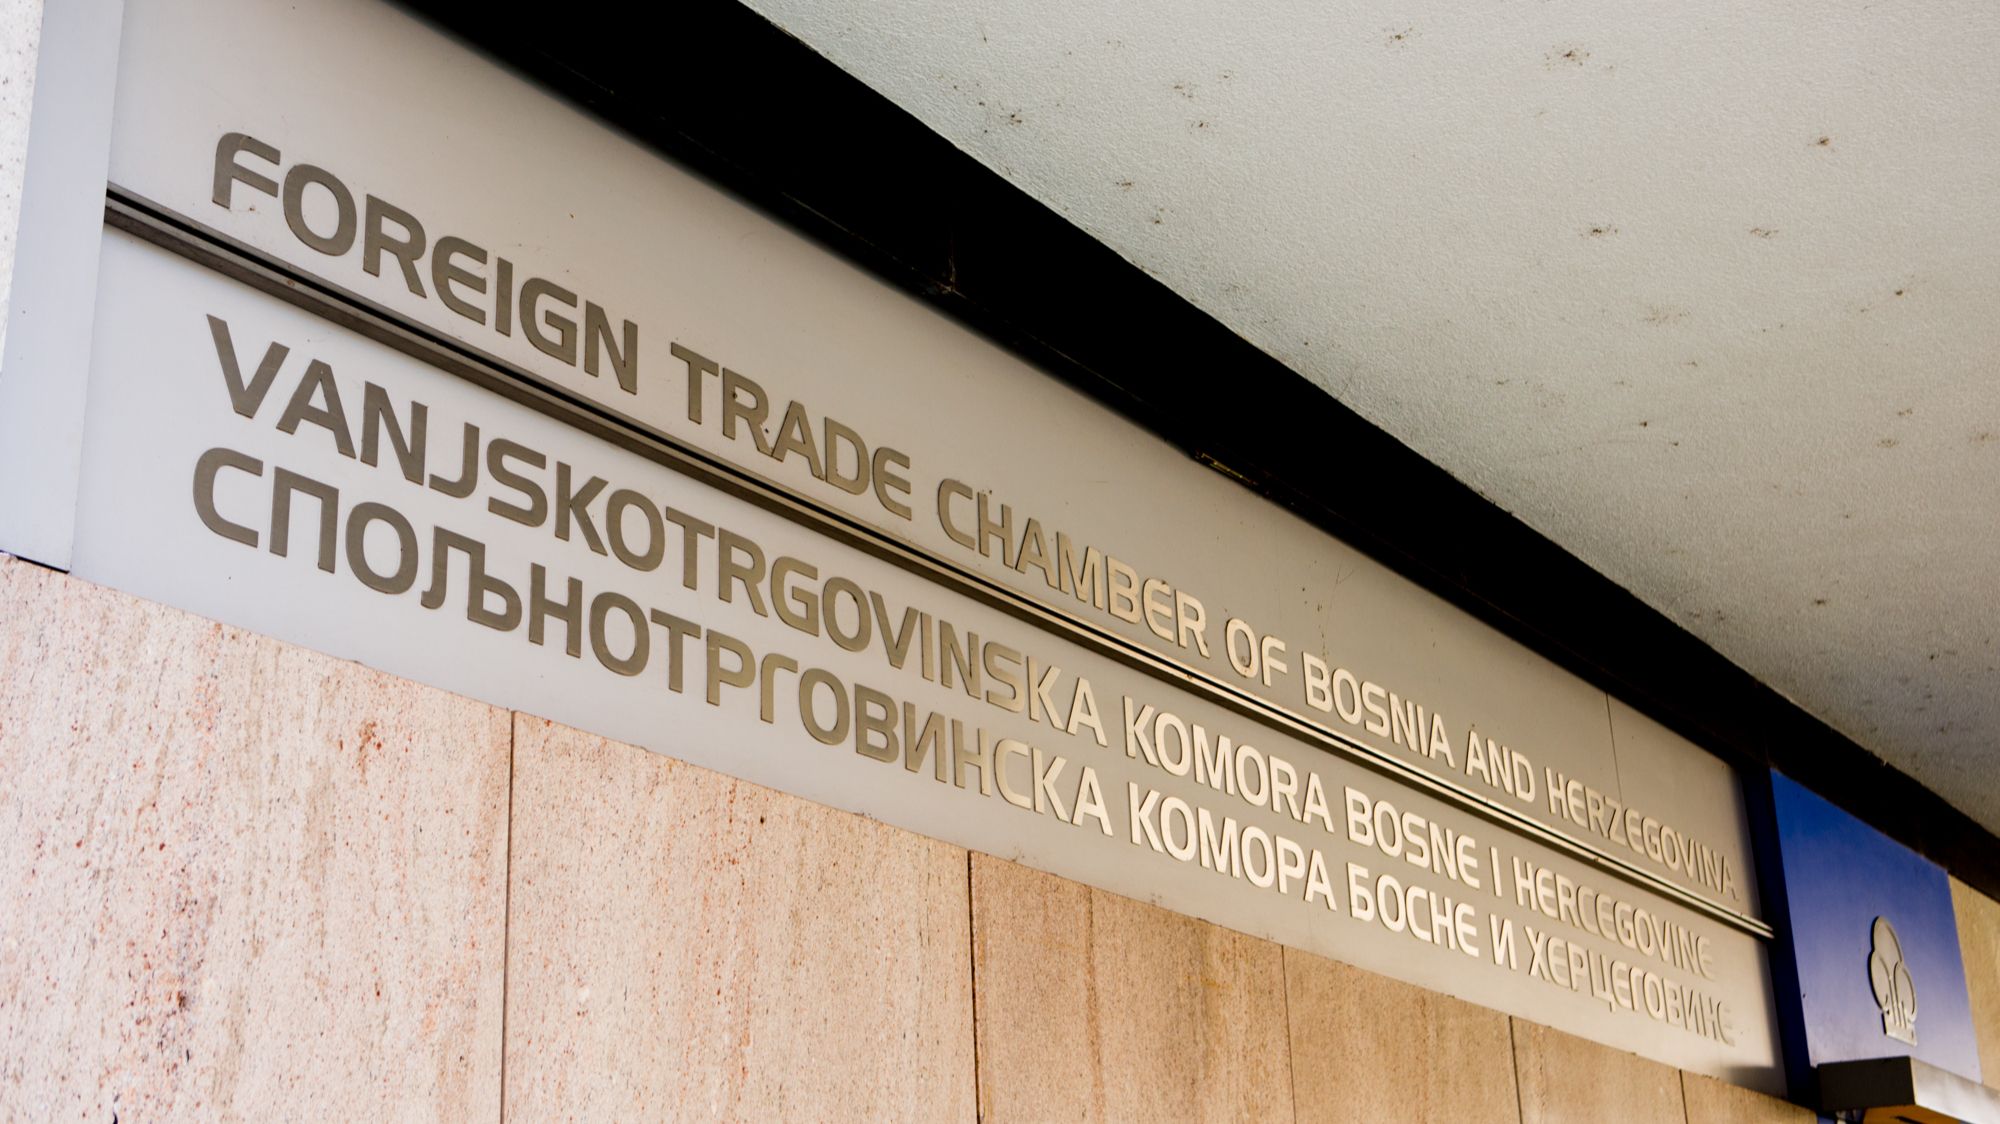 FOREIGN TRADE CHAMBER OF BOSNIA AND HERZEGOVINA
VANJSKOTRGOVINSKA KOMORA BOSNE I HERCEGOVINE
СПОЉНОТРГОВИНСКА КОМОРА БОСНЕ И ХЕРЦЕГОВИНЕ